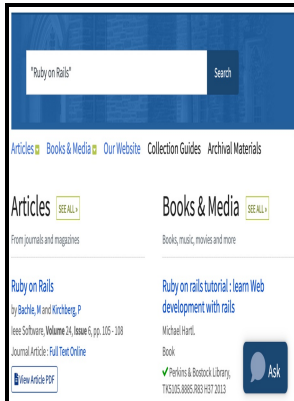 "Ruby on Rails"
Search
Articles Books & Media Our Website Collection Guides Archival Materials
Articles SEE ALL »
From journals and magazines
Ruby on Rails
by Bachle, M and Kirchberg, P
Ieee Software, Volume 24, Issue 6, pp. 105 - 108
Journal Article : Full Text Online
View Article PDF
Books & Media SEE ALL »
Books, music, movies and more
Ruby on rails tutorial : learn Web
development with rails
Michael Hartl.
Book
Perkins & Bostock Library,
TK5105.8885.R83 H37 2013
Ask